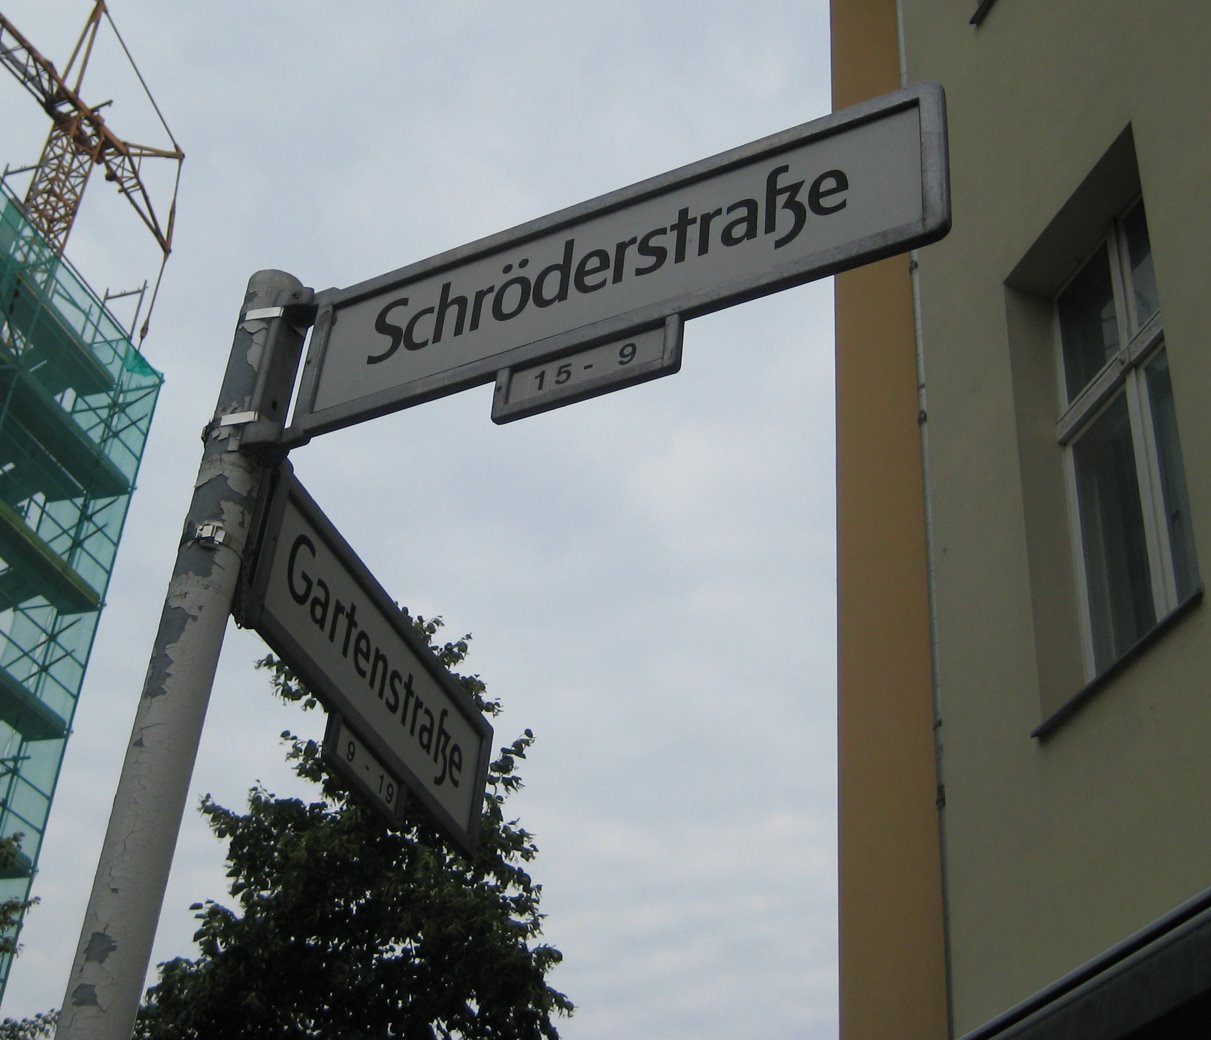 Schröderstraße
15 - 9
Gartenstraße
9 - 19